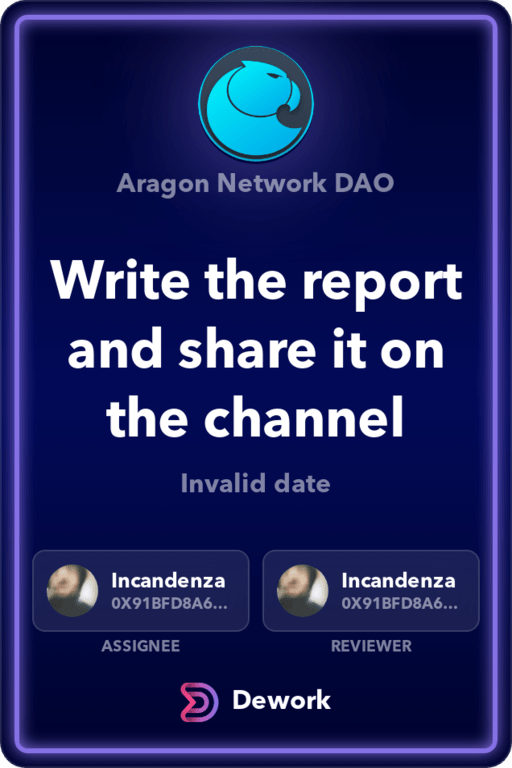 Aragon Network DAO
Write the report
and share it on
the channel
Invalid date
Incandenza
0X91BFD8A6...
ASSIGNEE
Incandenza
0X91BFD8A6...
REVIEWER
Dework